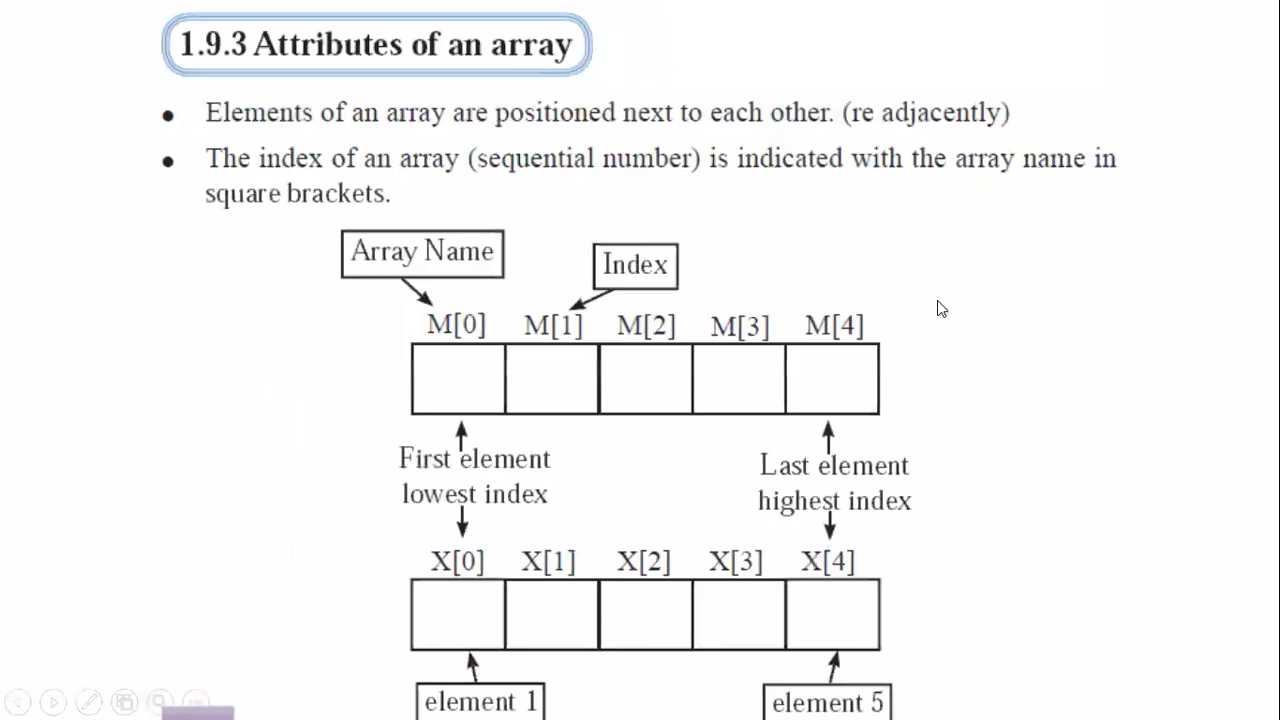 1.9.3 Attributes of an array
• Elements of an array are positioned next to each other. (re adjacently)
• The index of an array (sequential number) is indicated with the array name in
square brackets.
Array Name
Index
M[0] M[1] M[2] M[3] M[4]
First element
lowest index
Last element
highest index
X[0] X[1] X[2] X[3] X[4]
element 1
element 5